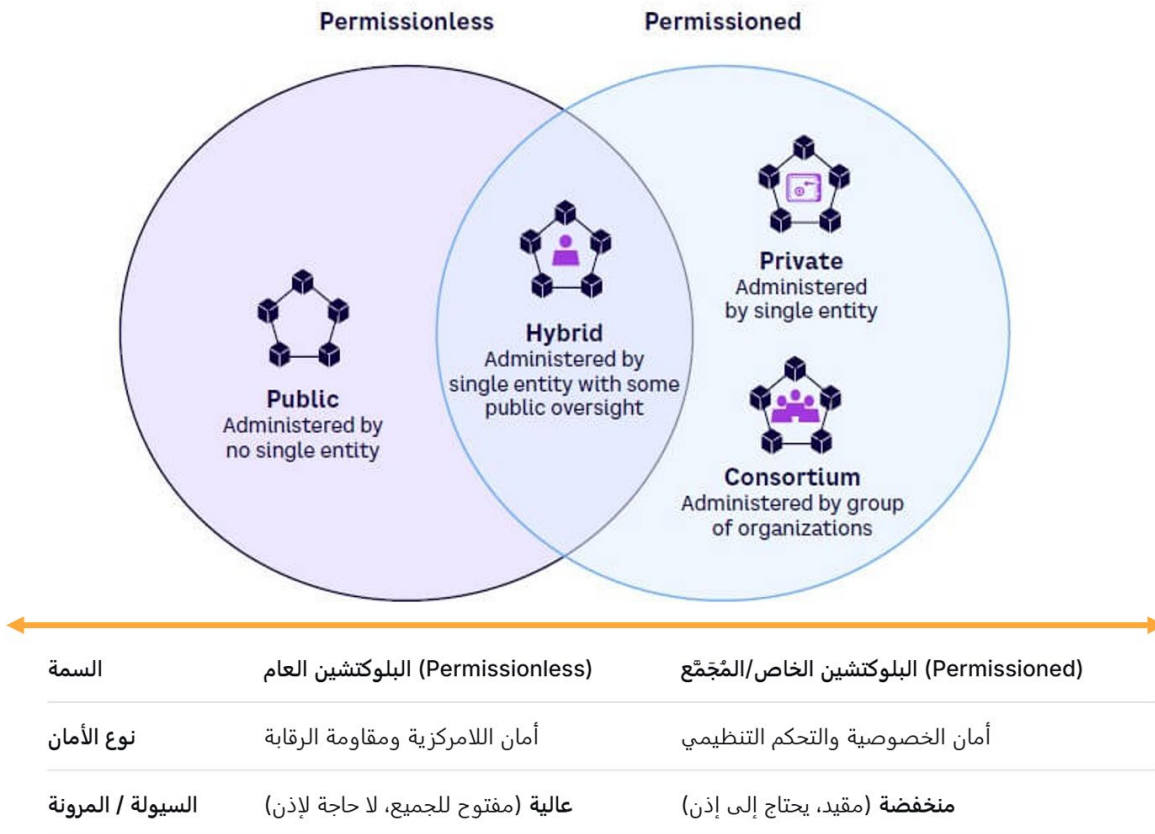 Permissionless
Permissioned
Private
Administered
by single entity
Hybrid
Administered by
single entity with some
public oversight
Public
Administered by
no single entity
Consortium
Administered by group
of organizations
السمة
البلوكتشين العام (Permissionless)
البلوكتشين الخاص/المُجَمَّع (Permissioned)
نوع الأمان
أمان اللامركزية ومقاومة الرقابة
أمان الخصوصية والتحكم التنظيمي
السيولة / المرونة
عالية (مفتوح للجميع، لا حاجة لإذن)
منخفضة (مقيد، يحتاج إلى إذن)